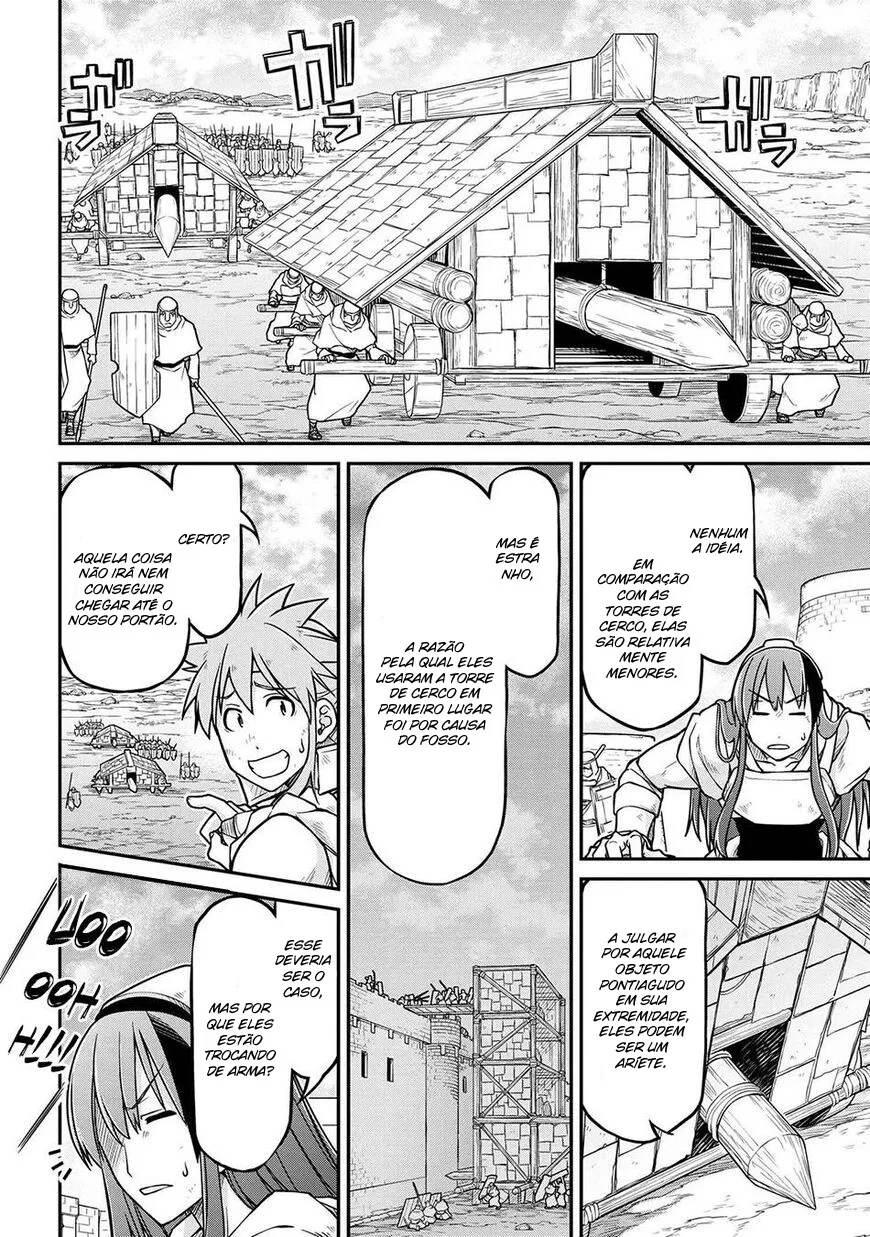 ガラ
ガラ
ガラ
NENHUM
A IDÉIA.
EM
COMPARAÇÃO
COM AS
TORRES DE
CERCO, ELAS
SÃO RELATIVA
MENTE
MENORES.
A JULGAR
POR AQUELE
OBJETO
PONTIAGUDO
EM SUA
EXTREMIDADE,
ELES PODEM
SER UM
ARÍETE.
MAS É
ESTRA
NHO,
A RAZÃO
PELA QUAL ELES
USARAM A TORRE
DE CERCO EM
PRIMEIRO LUGAR
FOI POR CAUSA
DO FOSSO.
CERTO?
AQUELA COISA
NÃO IRÁ NEM
CONSEGUIR
CHEGAR ATÉ O
NOSSO PORTÃO.
ESSE
DEVERIA
SER O
CASO,
MAS POR
QUE ELES
ESTÃO
TROCANDO
DE ARMA?
UOO
OOH
H!!!